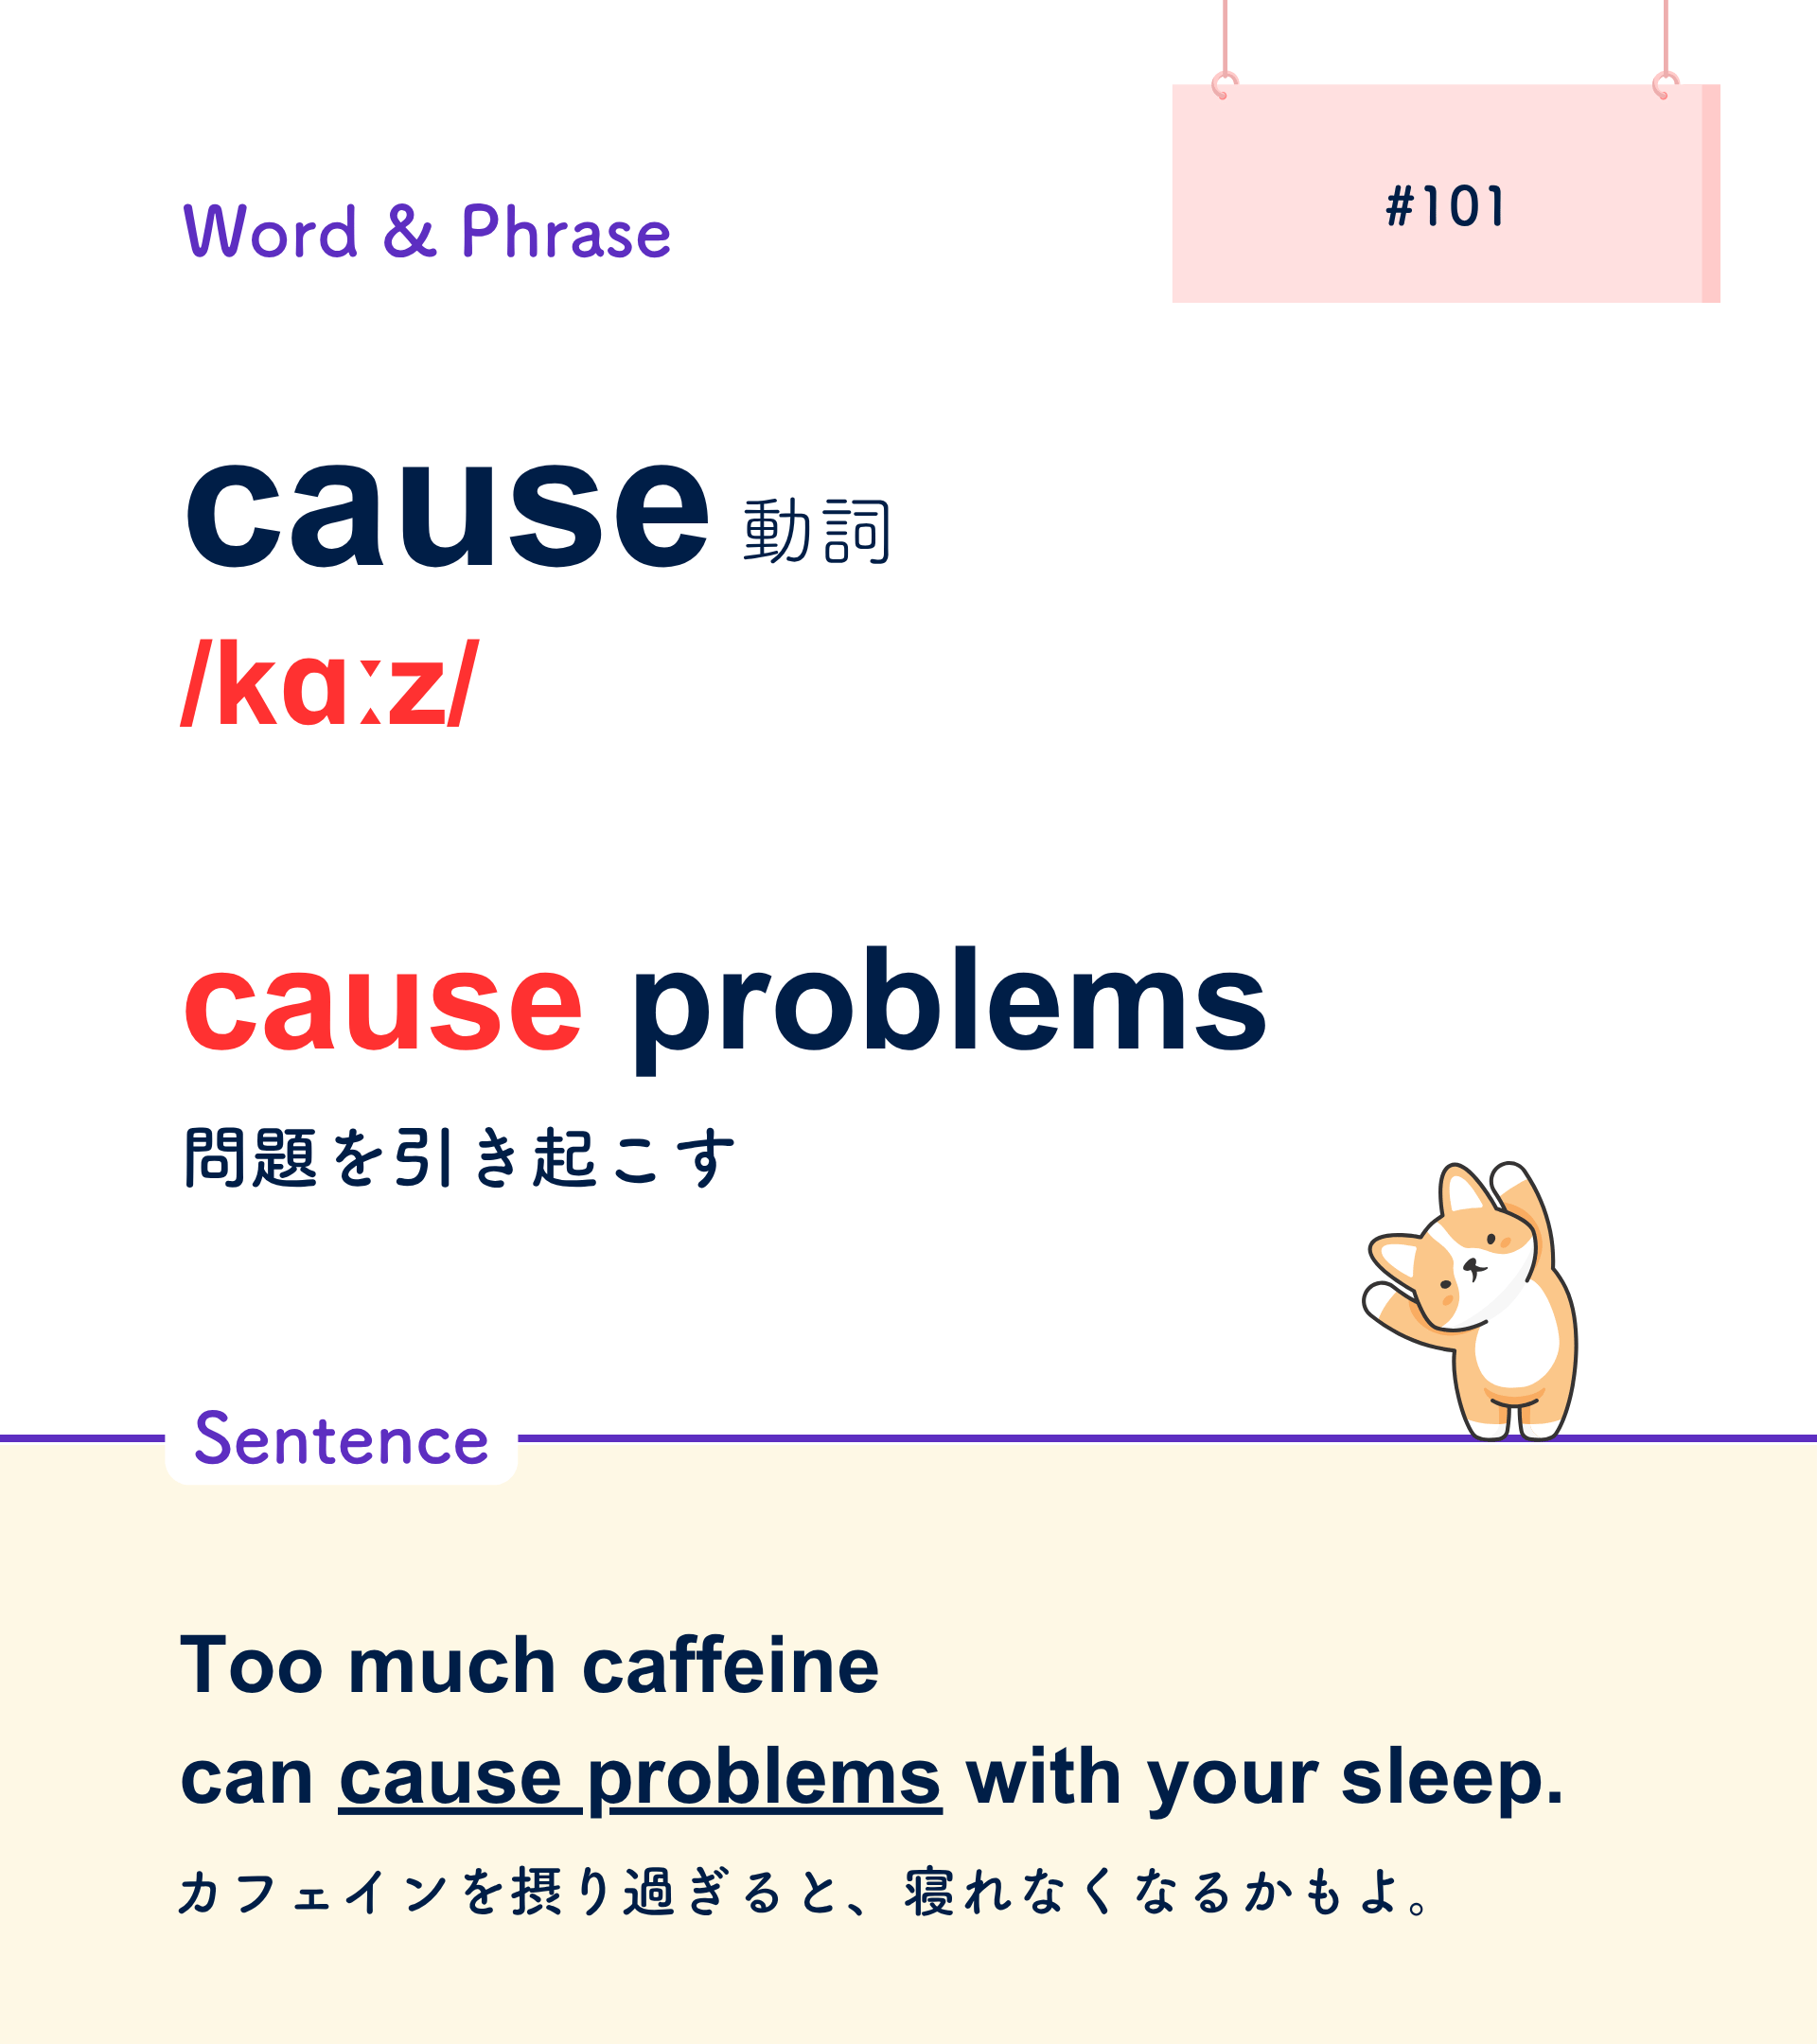 #101
Word & Phrase
cause 動詞
/kɑːz/
cause problems
問題を引き起こす
Sentence
Too much caffeine
can cause problems with your sleep.
カフェインを摂り過ぎると、寝れなくなるかもよ。